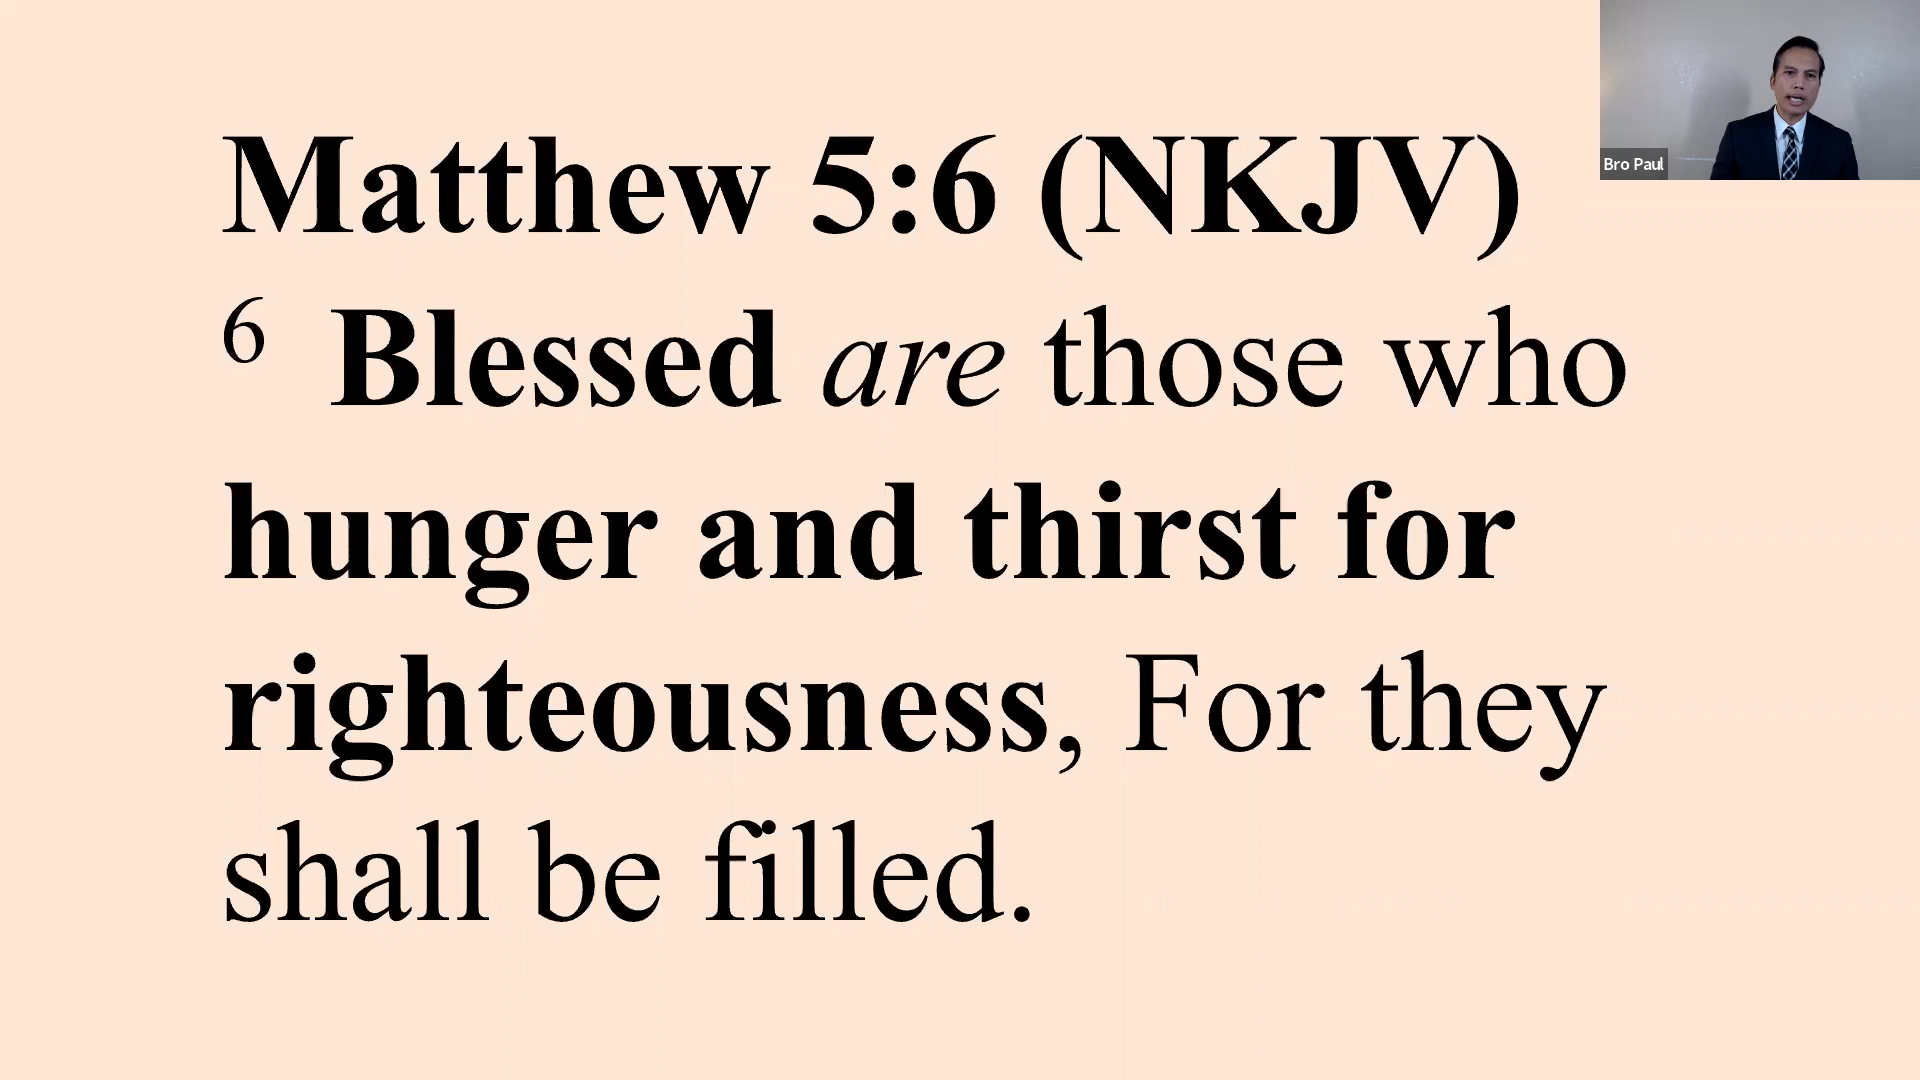 Matthew 5:6 (NKJV)
6 Blessed are those who
hunger and thirst for
righteousness, For they
shall be filled.
Bro Paul